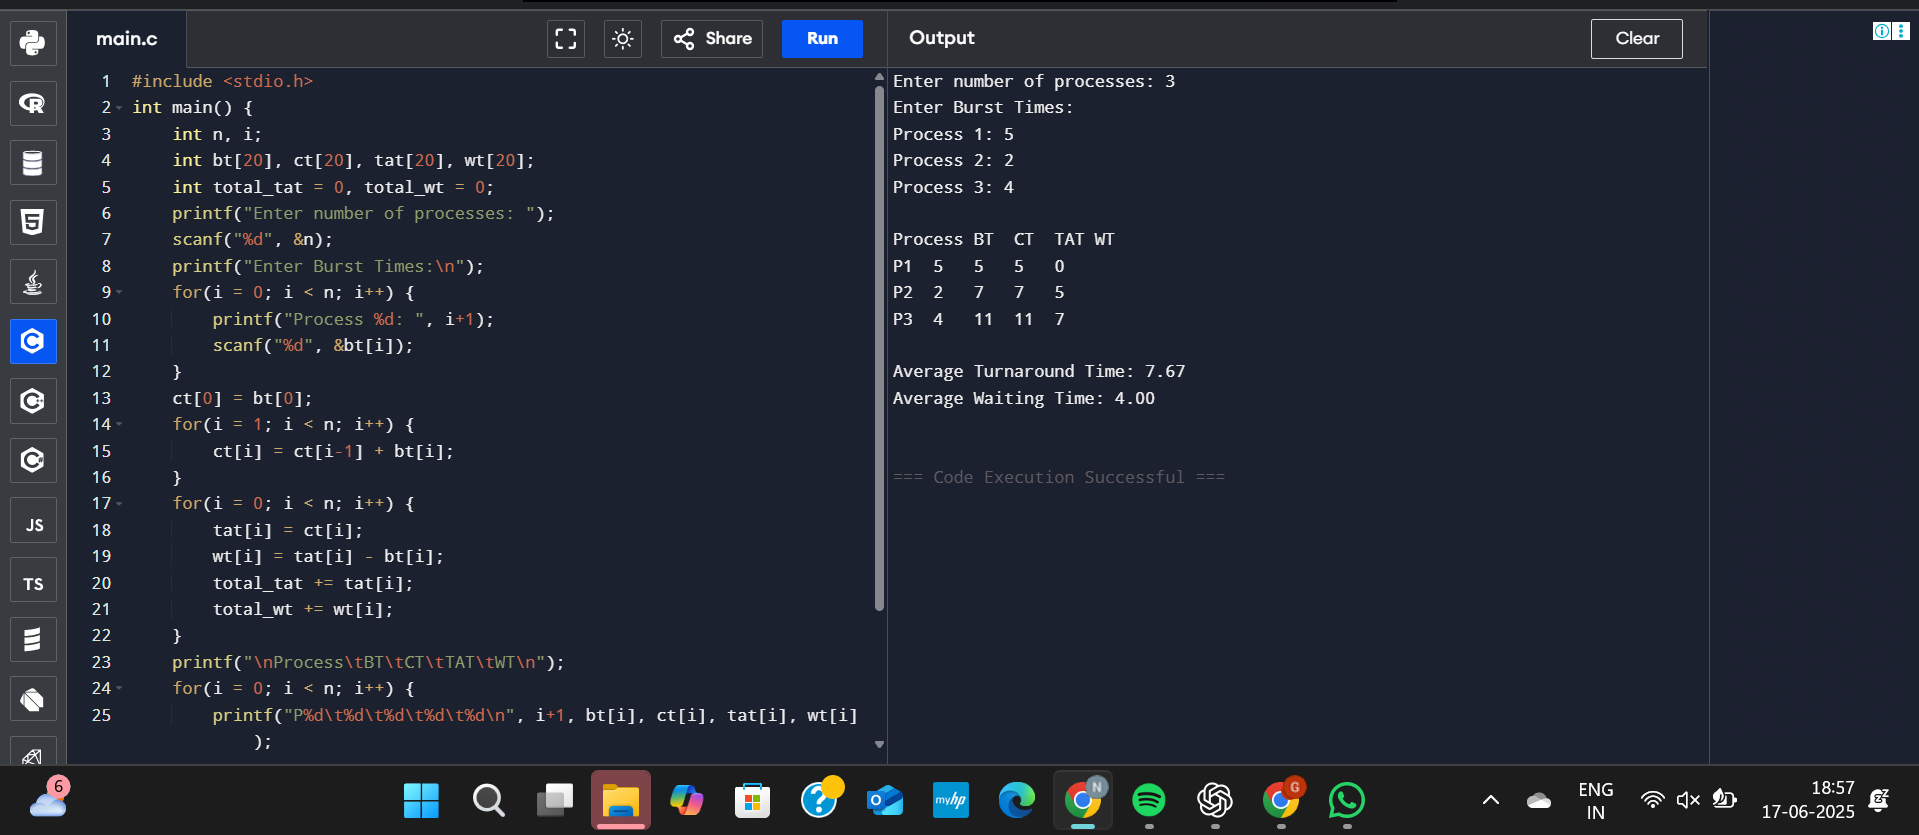 main.c
Share
Run
Output
Clear
1 #include <stdio.h>
2 int main() {
3 int n, i;
4 int bt[20], ct[20], tat[20], wt[20];
5 int total_tat = 0, total_wt = 0;
6 printf("Enter number of processes: ");
7 scanf("%d", &n);
8 printf("Enter Burst Times:\n");
9 for(i = 0; i < n; i++) {
10 printf("Process %d: ", i+1);
11 scanf("%d", &bt[i]);
12 }
13 ct[0] = bt[0];
14 for(i = 1; i < n; i++) {
15 ct[i] = ct[i-1] + bt[i];
16 }
17 for(i = 0; i < n; i++) {
18 tat[i] = ct[i];
19 wt[i] = tat[i] - bt[i];
20 total_tat += tat[i];
21 total_wt += wt[i];
22 }
23 printf("\nProcess\tBT\tCT\tTAT\tWT\n");
24 for(i = 0; i < n; i++) {
25 printf("P%d\t%d\t%d\t%d\t%d\n", i+1, bt[i], ct[i], tat[i], wt[i]
);
Enter number of processes: 3
Enter Burst Times:
Process 1: 5
Process 2: 2
Process 3: 4
Process BT CT TAT WT
P1 5 5 5 0
P2 2 7 7 5
P3 4 11 11 7
Average Turnaround Time: 7.67
Average Waiting Time: 4.00
=== Code Execution Successful ===
JS
TS
6
myhp
N
G
ENG
IN
18:57
17-06-2025